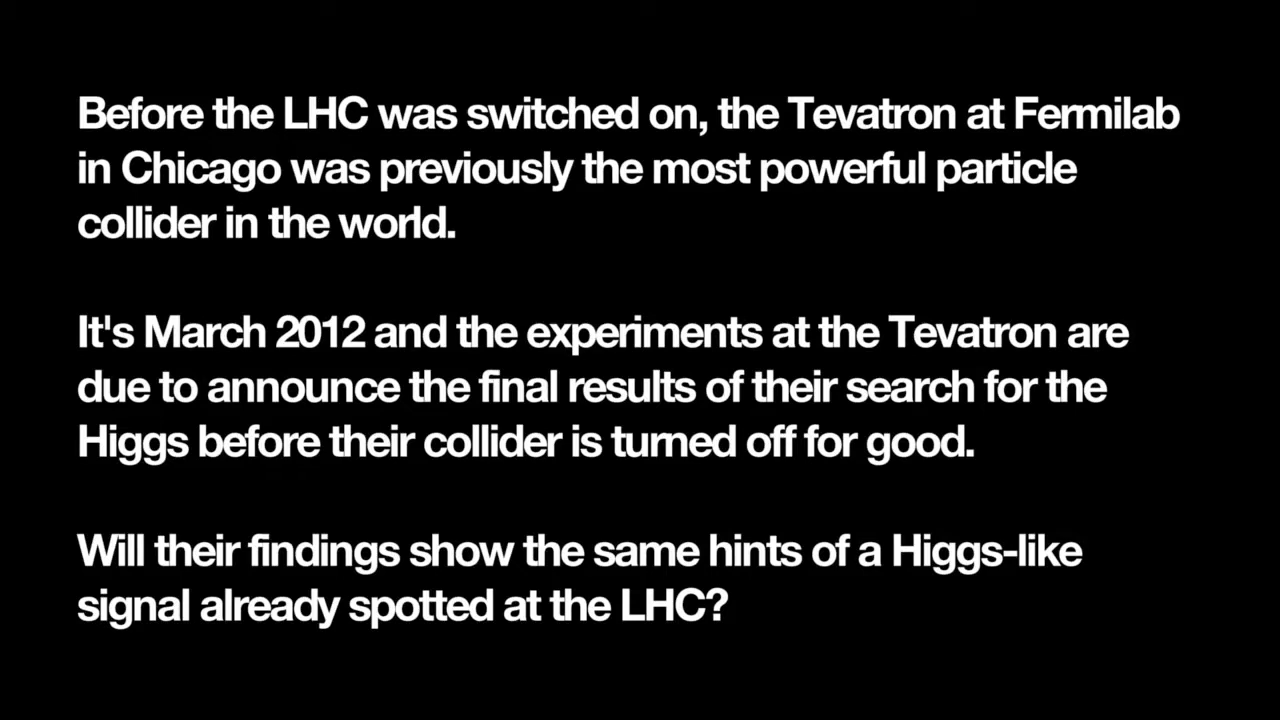 Before the LHC was switched on, the Tevatron at Fermilab
in Chicago was previously the most powerful particle
collider in the world.
It's March 2012 and the experiments at the Tevatron are
due to announce the final results of their search for the
Higgs before their collider is turned off for good.
Will their findings show the same hints of a Higgs-like
signal already spotted at the LHC?